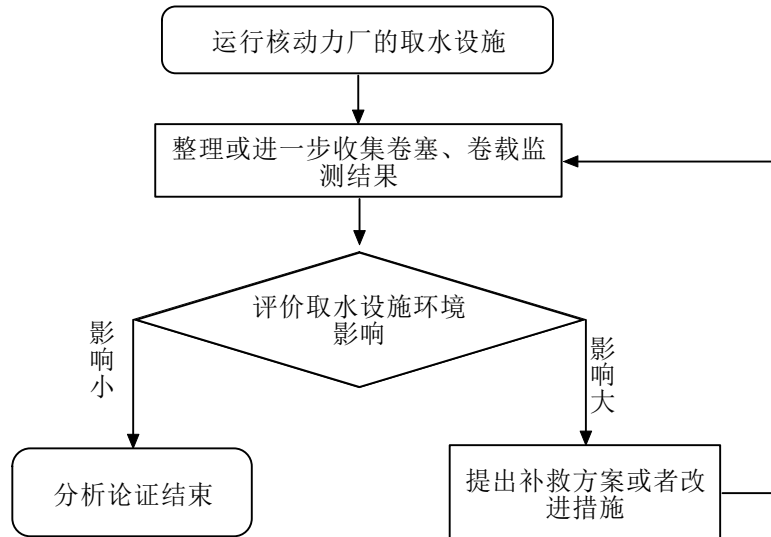 运行核动力厂的取水设施
整理或进一步收集卷塞、卷载监
测结果
评价取水设施环境
影响
影响小
影响大
分析论证结束
提出补救方案或者改
进措施